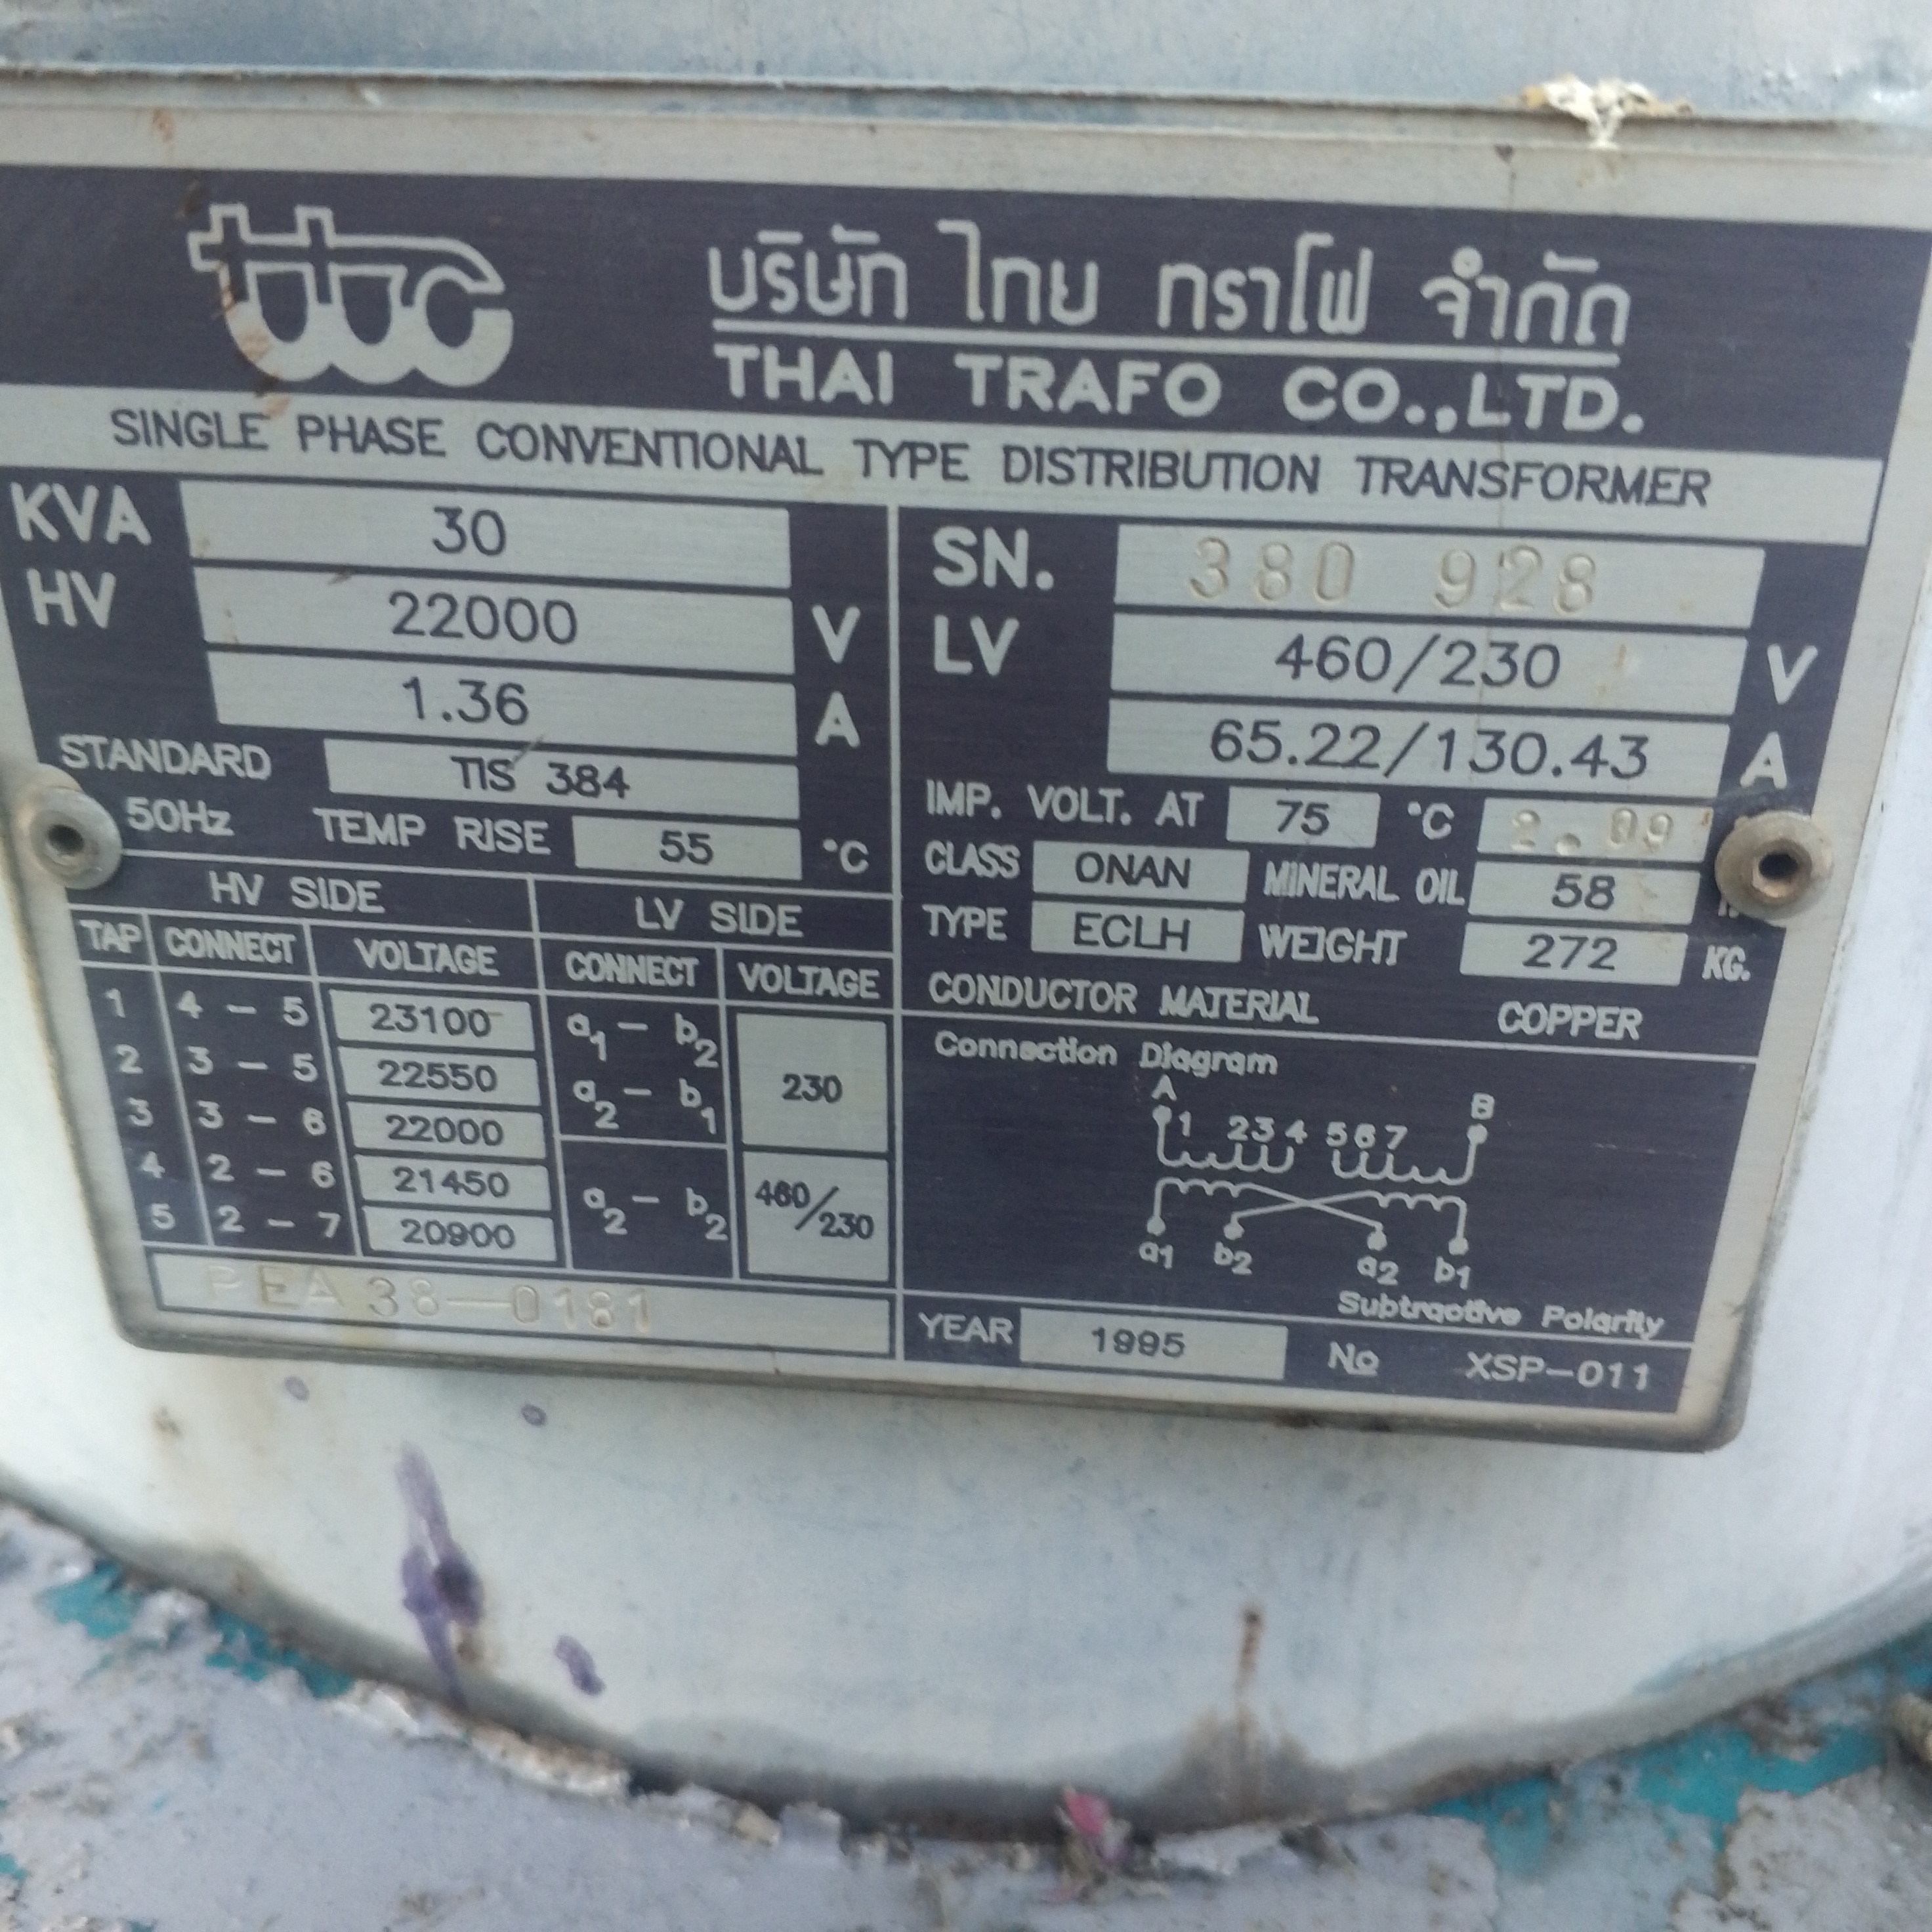 ttc
บริษัท ไทย ทราโฟ จำกัด
THAI TRAFO CO.,LTD.
SINGLE PHASE CONVENTIONAL TYPE DISTRIBUTION TRANSFORMER
KVA 30
HV 22000 V
1.36 A
STANDARD TIS 384
50Hz TEMP RISE 55 °C
SN. 380 928
LV 460/230 V
65.22/130.43 A
IMP. VOLT. AT 75 °C 2.09
CLASS ONAN MINERAL OIL 58
TYPE ECLH WEIGHT 272 KG.
CONDUCTOR MATERIAL COPPER
HV SIDE LV SIDE
TAP CONNECT VOLTAGE CONNECT VOLTAGE
1 4 – 5 23100 a1 – b2
2 3 – 5 22550 a2 – b1 230
3 3 – 6 22000
4 2 – 6 21450 a2 – b2 460/230
5 2 – 7 20900
PEA 38–0181
Connection Diagram
A B
1 2 3 4 5 6 7
a1 b2 a2 b1
Subtractive Polarity
YEAR 1995 No XSP–011